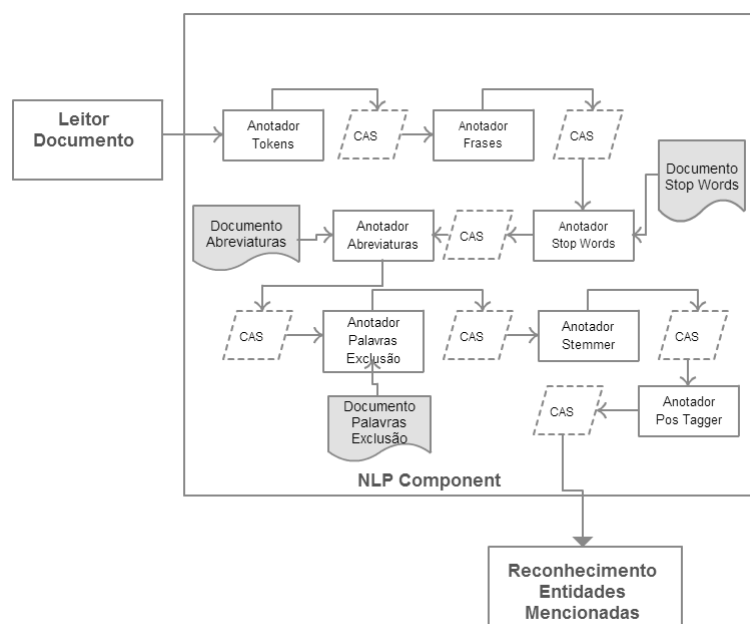 Leitor
Documento
Anotador
Tokens
CAS
Anotador
Frases
CAS
Documento
Stop Words
Documento
Abreviaturas
Anotador
Abreviaturas
CAS
Anotador
Stop Words
CAS
Anotador
Palavras
Exclusão
CAS
Anotador
Stemmer
CAS
Documento
Palavras
Exclusão
CAS
Anotador
Pos Tagger
NLP Component
Reconhecimento
Entidades
Mencionadas